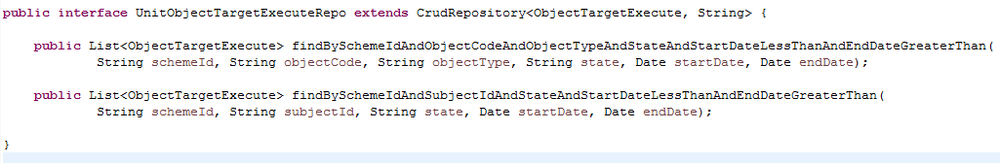 public interface UnitObjectTargetExecuteRepo extends CrudRepository<ObjectTargetExecute, String> {
public List<ObjectTargetExecute> findBySchemeIdAndObjectCodeAndObjectTypeAndStateAndStartDateLessThanAndEndDateGreaterThan(
String schemeId, String objectCode, String objectType, String state, Date startDate, Date endDate);
public List<ObjectTargetExecute> findBySchemeIdAndSubjectIdAndStateAndStartDateLessThanAndEndDateGreaterThan(
String schemeId, String subjectId, String state, Date startDate, Date endDate);
}